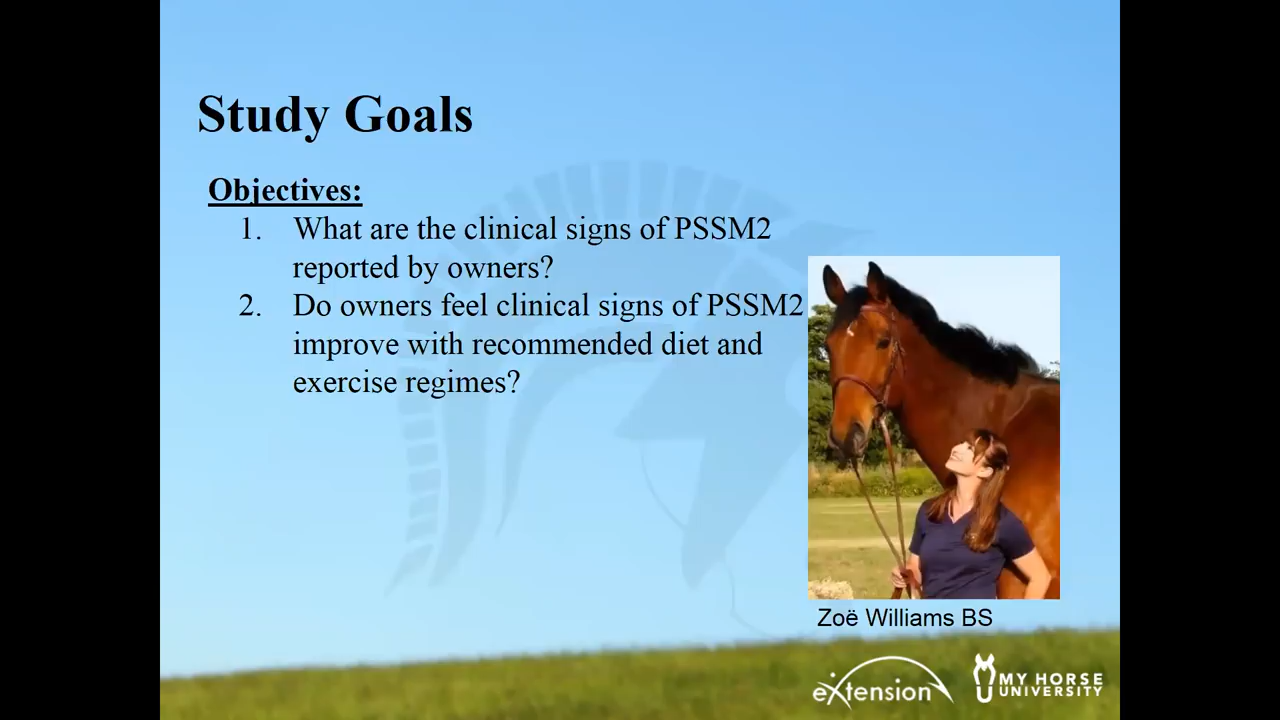 Study Goals
Objectives:
1. What are the clinical signs of PSSM2
reported by owners?
2. Do owners feel clinical signs of PSSM2
improve with recommended diet and
exercise regimes?
Zoë Williams BS
eXtension
MY HORSE
UNIVERSITY